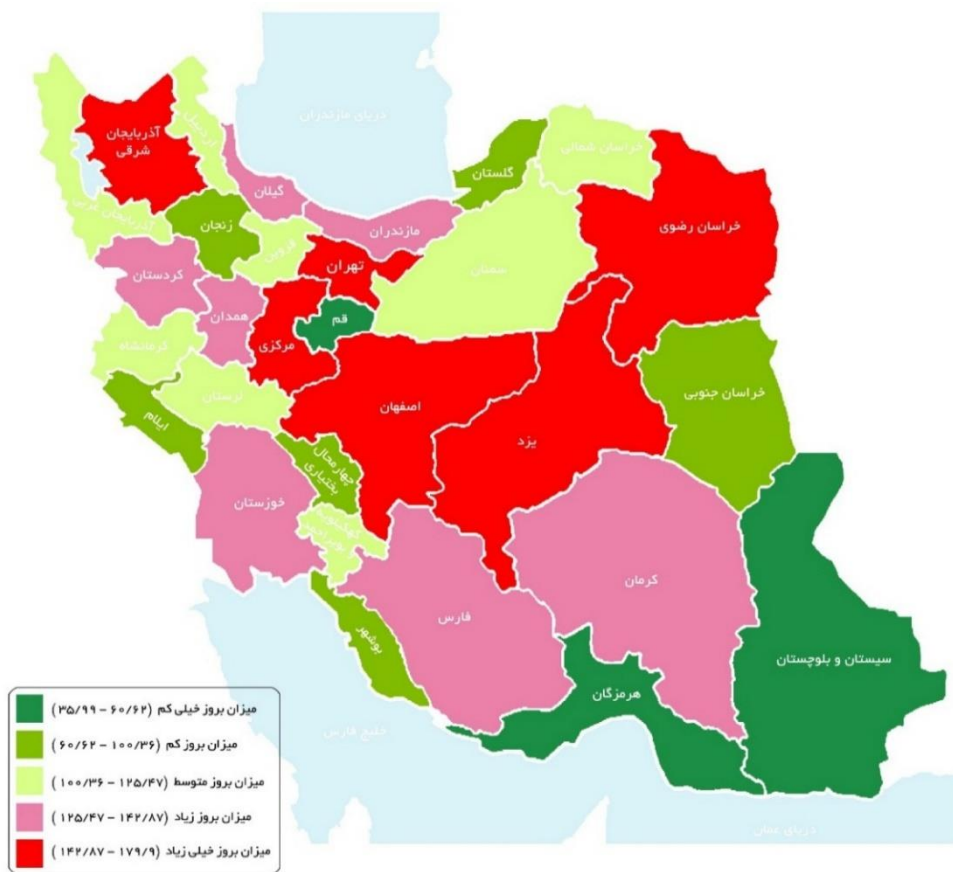 دریای مازندران
آذربایجان
شرقی
اردبیل
آذربایجان غربی
گیلان
گلستان
خراسان شمالی
خراسان رضوی
زنجان
قزوین
مازندران
تهران
سمنان
کردستان
همدان
مرکزی
قم
کرمانشاه
لرستان
ایلام
اصفهان
یزد
خراسان جنوبی
چهارمحال
بختیاری
خوزستان
کهکیلویه
بویراحمد
فارس
کرمان
بوشهر
هرمزگان
سیستان و بلوچستان
خلیج فارس
دریای عمان
میزان بروز خیلی کم (۶۰/۶۲ - ۳۵/۹۹)
میزان بروز کم (۱۰۰/۳۶ - ۶۰/۶۲)
میزان بروز متوسط (۱۲۵/۴۷ - ۱۰۰/۳۶)
میزان بروز زیاد (۱۴۲/۸۷ - ۱۲۵/۴۷)
میزان بروز خیلی زیاد (۱۷۹/۹ - ۱۴۲/۸۷)